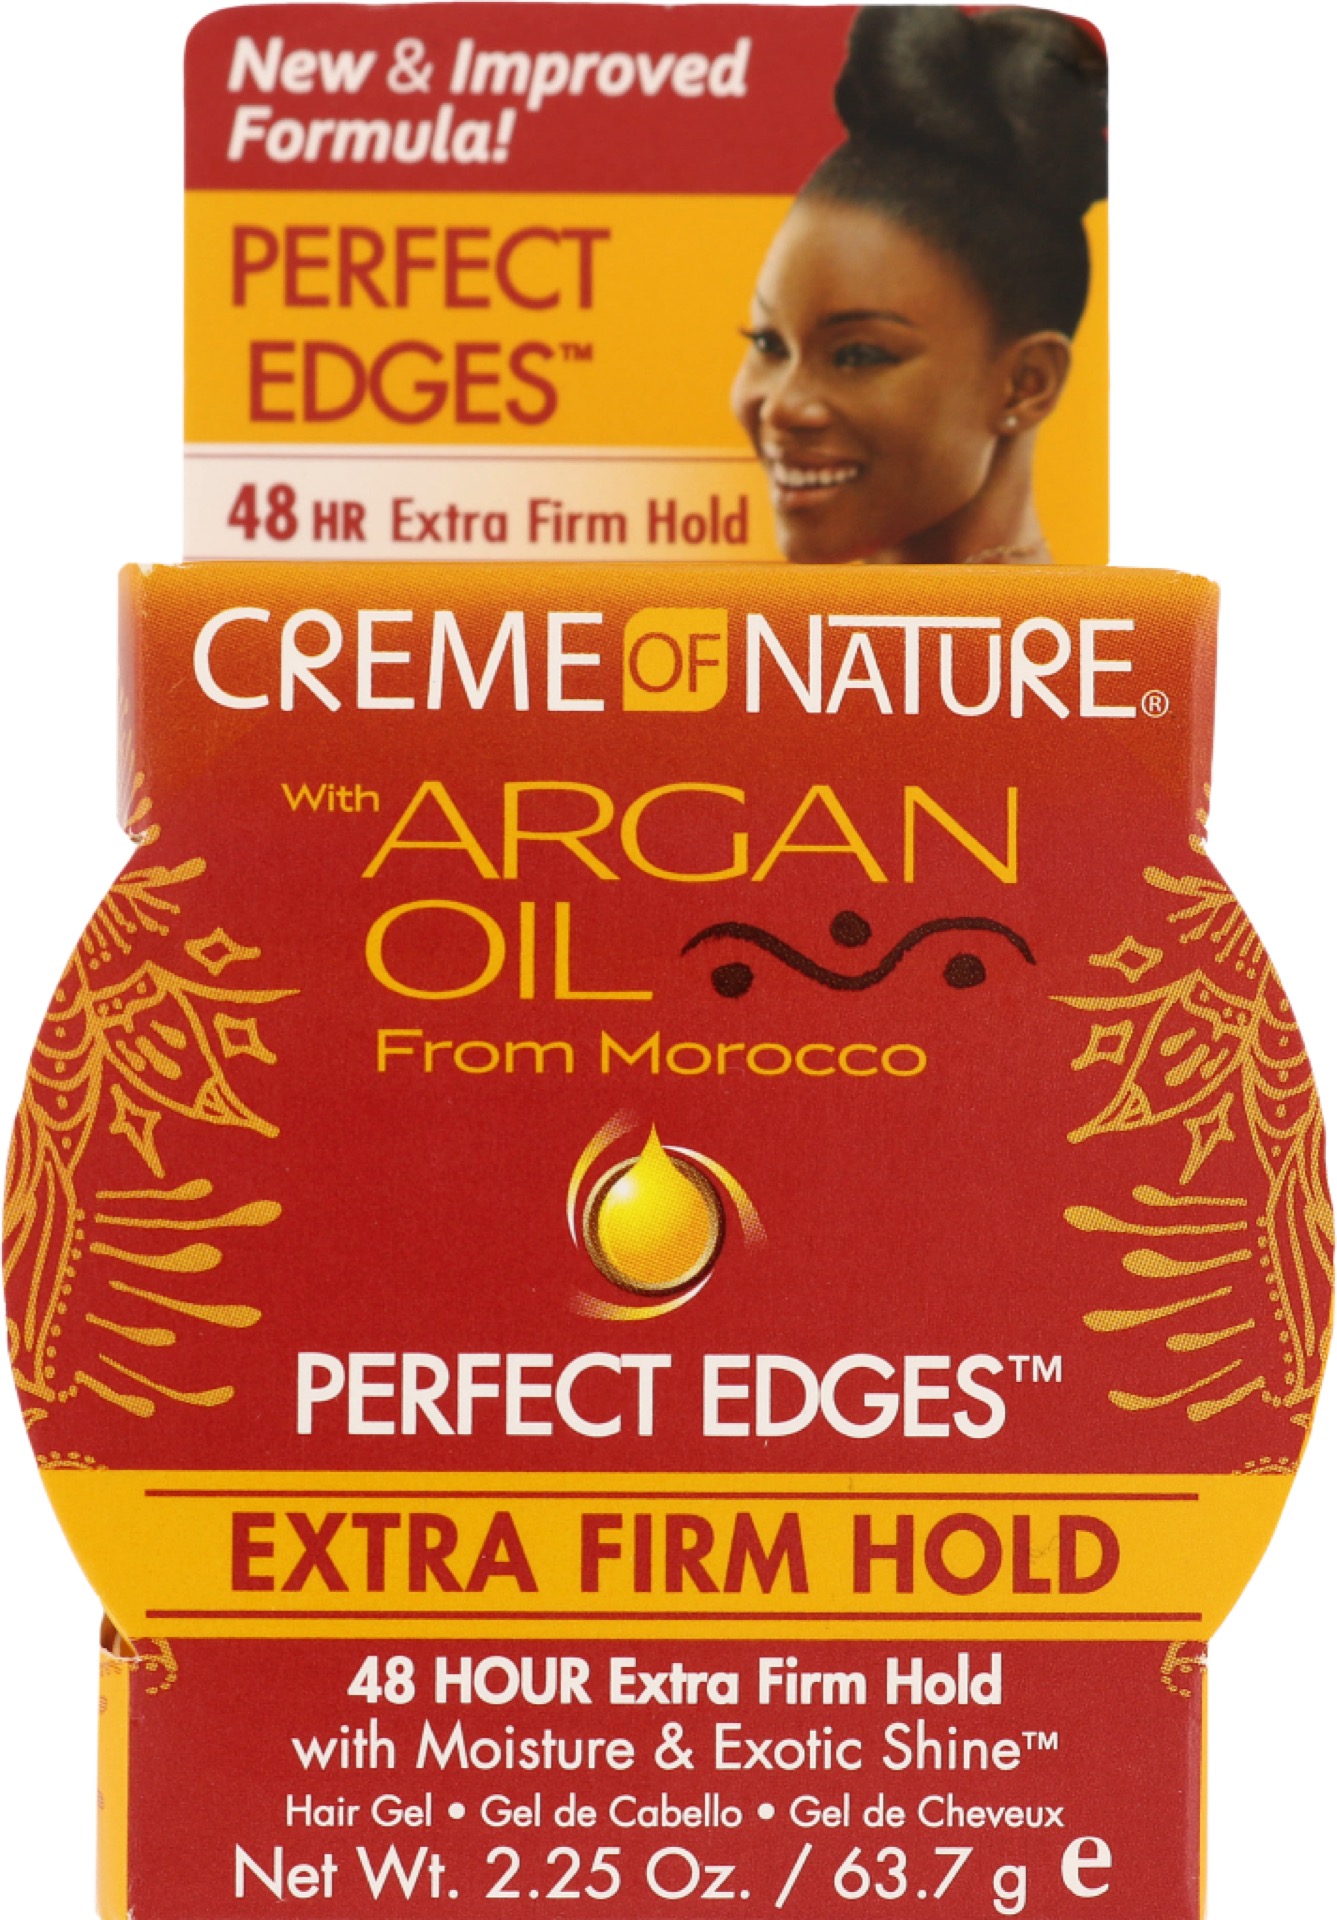 New & Improved
Formula!
PERFECT
EDGES™
48 HR Extra Firm Hold
CREME OF NATURE®
With ARGAN
OIL
From Morocco
PERFECT EDGES™
EXTRA FIRM HOLD
48 HOUR Extra Firm Hold
with Moisture & Exotic Shine™
Hair Gel • Gel de Cabello • Gel de Cheveux
Net Wt. 2.25 Oz. / 63.7 g e